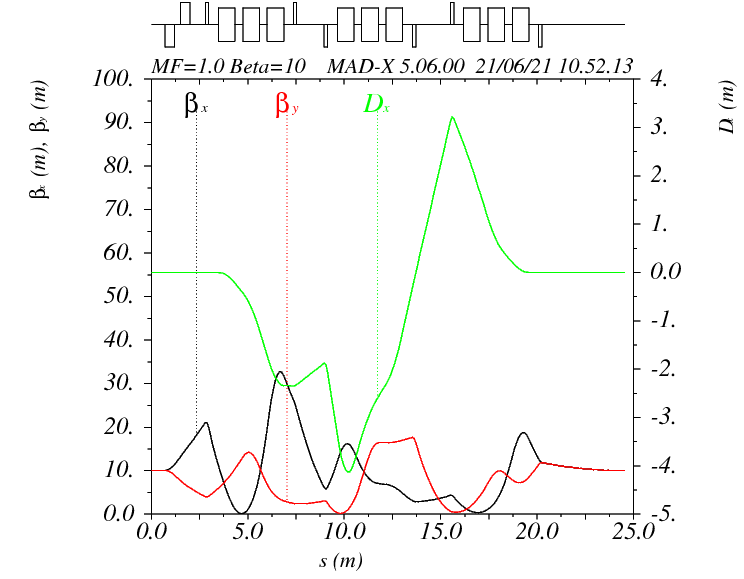 MF=1.0 Beta=10 MAD-X 5.06.00 21/06/21 10.52.13
100.
90.
80.
70.
60.
50.
40.
30.
20.
10.
0.0
βx (m), βy (m)
βx
βy
Dx
4.
3.
2.
1.
0.0
-1.
-2.
-3.
-4.
-5.
Dx (m)
0.0 5.0 10.0 15.0 20.0 25.0
s (m)